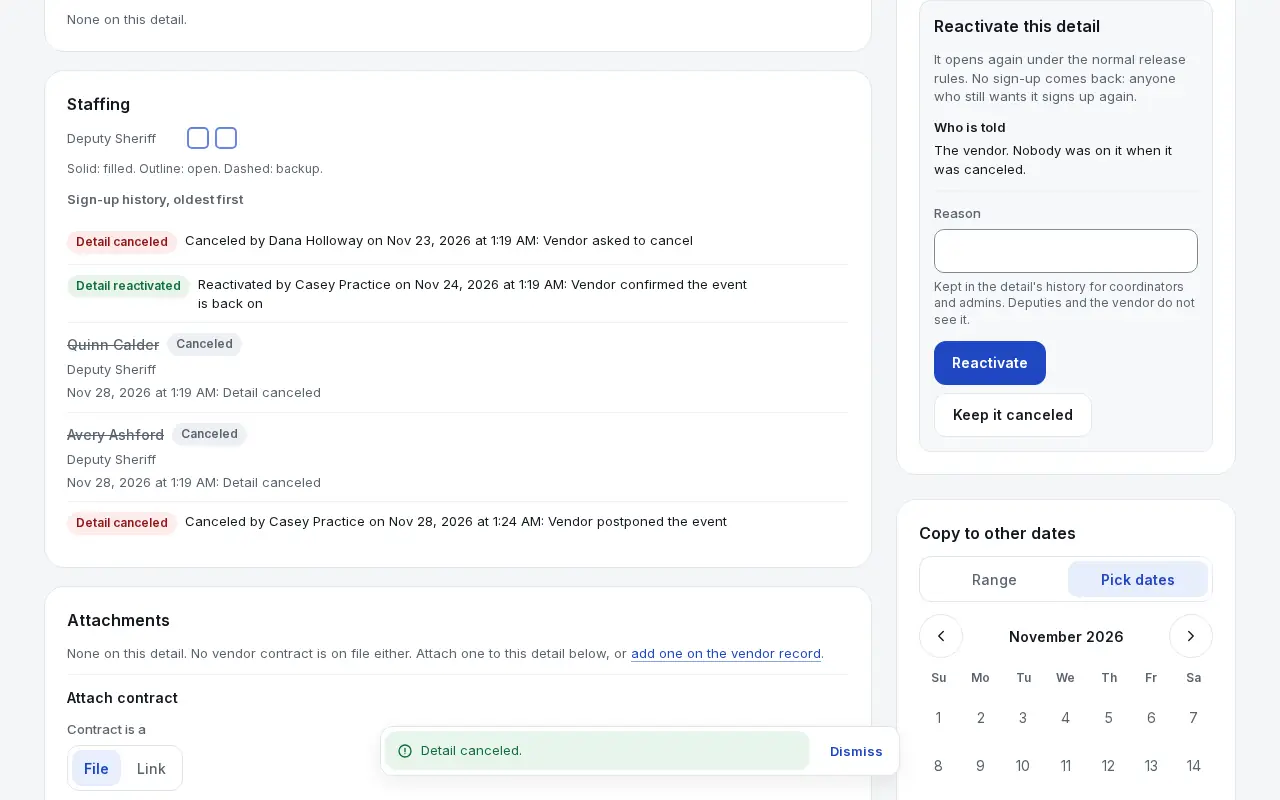 None on this detail.
Staffing
Deputy Sheriff
Solid: filled. Outline: open. Dashed: backup.
Sign-up history, oldest first
Detail canceled Canceled by Dana Holloway on Nov 23, 2026 at 1:19 AM: Vendor asked to cancel
Detail reactivated Reactivated by Casey Practice on Nov 24, 2026 at 1:19 AM: Vendor confirmed the event
is back on
Quinn Calder Canceled
Deputy Sheriff
Nov 28, 2026 at 1:19 AM: Detail canceled
Avery Ashford Canceled
Deputy Sheriff
Nov 28, 2026 at 1:19 AM: Detail canceled
Detail canceled Canceled by Casey Practice on Nov 28, 2026 at 1:24 AM: Vendor postponed the event
Attachments
None on this detail. No vendor contract is on file either. Attach one to this detail below, or add one on the vendor record.
Attach contract
Contract is a
File Link
Detail canceled. Dismiss
Reactivate this detail
It opens again under the normal release
rules. No sign-up comes back: anyone
who still wants it signs up again.
Who is told
The vendor. Nobody was on it when it
was canceled.
Reason
Kept in the detail's history for coordinators
and admins. Deputies and the vendor do not
see it.
Reactivate
Keep it canceled
Copy to other dates
Range Pick dates
November 2026
Su Mo Tu We Th Fr Sa
1 2 3 4 5 6 7
8 9 10 11 12 13 14